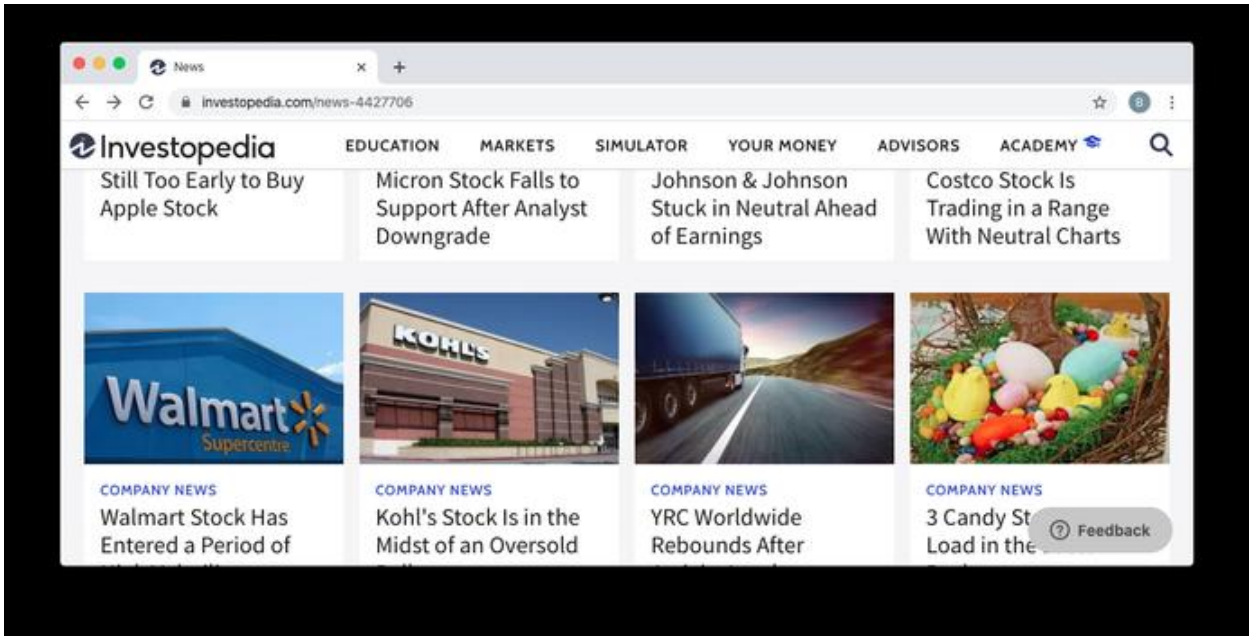 News
investopedia.com/news-4427706
B
Investopedia
EDUCATION MARKETS SIMULATOR YOUR MONEY ADVISORS ACADEMY
Still Too Early to Buy
Apple Stock
Micron Stock Falls to
Support After Analyst
Downgrade
Johnson & Johnson
Stuck in Neutral Ahead
of Earnings
Costco Stock Is
Trading in a Range
With Neutral Charts
Walmart
Supercentre
COMPANY NEWS
Walmart Stock Has
Entered a Period of
KOHL'S
COMPANY NEWS
Kohl's Stock Is in the
Midst of an Oversold
COMPANY NEWS
YRC Worldwide
Rebounds After
COMPANY NEWS
3 Candy
Load in the
Feedback